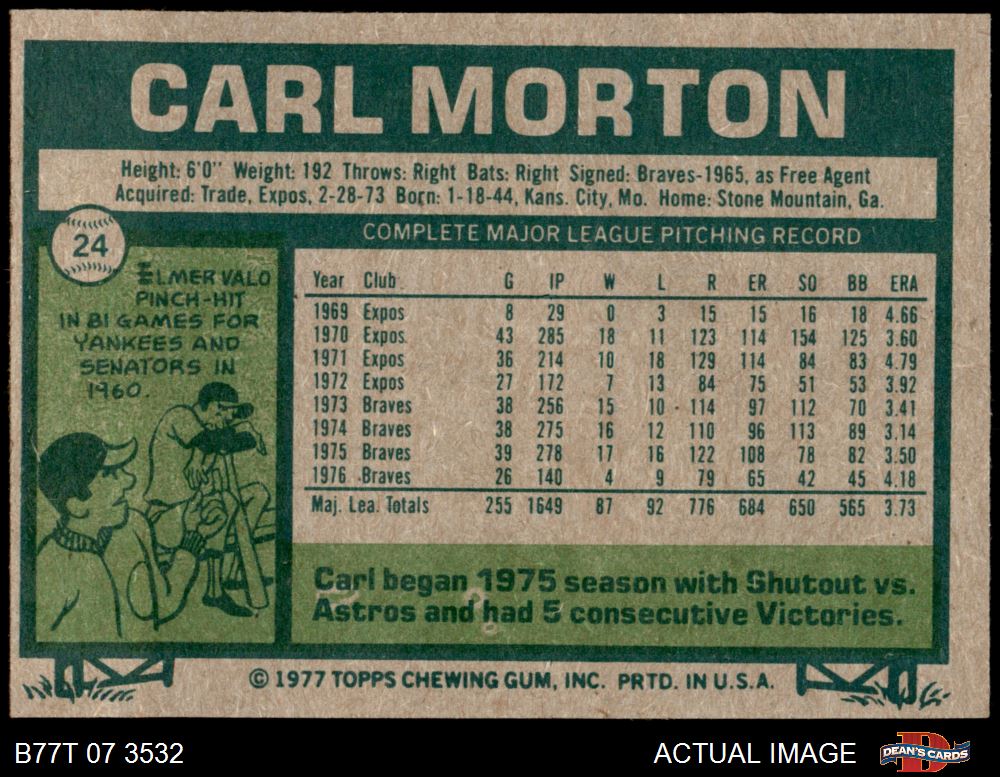 CARL MORTON
Height: 6'0" Weight: 192 Throws: Right Bats: Right Signed: Braves-1965, as Free Agent
Acquired: Trade, Expos, 2-28-73 Born: 1-18-44, Kans. City, Mo. Home: Stone Mountain, Ga.
24
ELMER VALO
PINCH-HIT
IN 81 GAMES FOR
YANKEES AND
SENATORS IN
1960.
COMPLETE MAJOR LEAGUE PITCHING RECORD
Year Club G IP W L R ER SO BB ERA
1969 Expos 8 29 0 3 15 15 16 18 4.66
1970 Expos 43 285 18 11 123 114 154 125 3.60
1971 Expos 36 214 10 18 129 114 84 83 4.79
1972 Expos 27 172 7 13 84 75 51 53 3.92
1973 Braves 38 256 15 10 114 97 112 70 3.41
1974 Braves 38 275 16 12 110 96 113 89 3.14
1975 Braves 39 278 17 16 122 108 78 82 3.50
1976 Braves 26 140 4 9 79 65 42 45 4.18
Maj. Lea. Totals 255 1649 87 92 776 684 650 565 3.73
Carl began 1975 season with Shutout vs.
Astros and had 5 consecutive Victories.
© 1977 TOPPS CHEWING GUM, INC. PRTD. IN U.S.A.
B77T 07 3532
ACTUAL IMAGE
DEAN'S CARDS